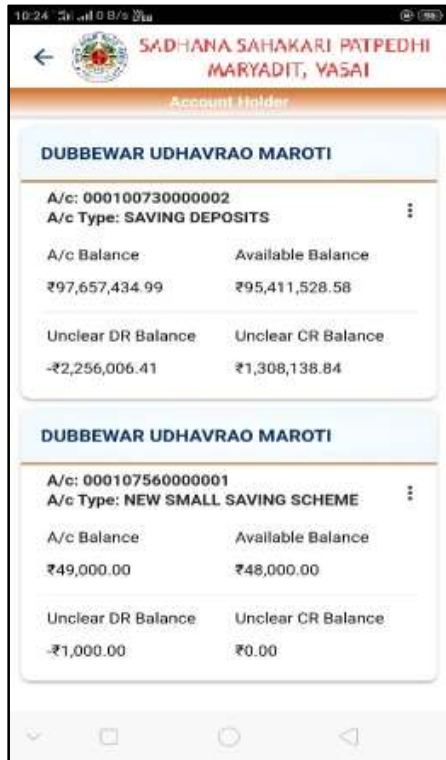 10:24 0 B/s
SADHANA SAHAKARI PATPEDHI
MARYADIT, VASAI
Account Holder
DUBBEWAR UDHAVRAO MAROTI
A/c: 000100730000002
A/c Type: SAVING DEPOSITS
A/c Balance Available Balance
₹97,657,434.99 ₹95,411,528.58
Unclear DR Balance Unclear CR Balance
-₹2,256,006.41 ₹1,308,138.84
DUBBEWAR UDHAVRAO MAROTI
A/c: 000107560000001
A/c Type: NEW SMALL SAVING SCHEME
A/c Balance Available Balance
₹49,000.00 ₹48,000.00
Unclear DR Balance Unclear CR Balance
-₹1,000.00 ₹0.00